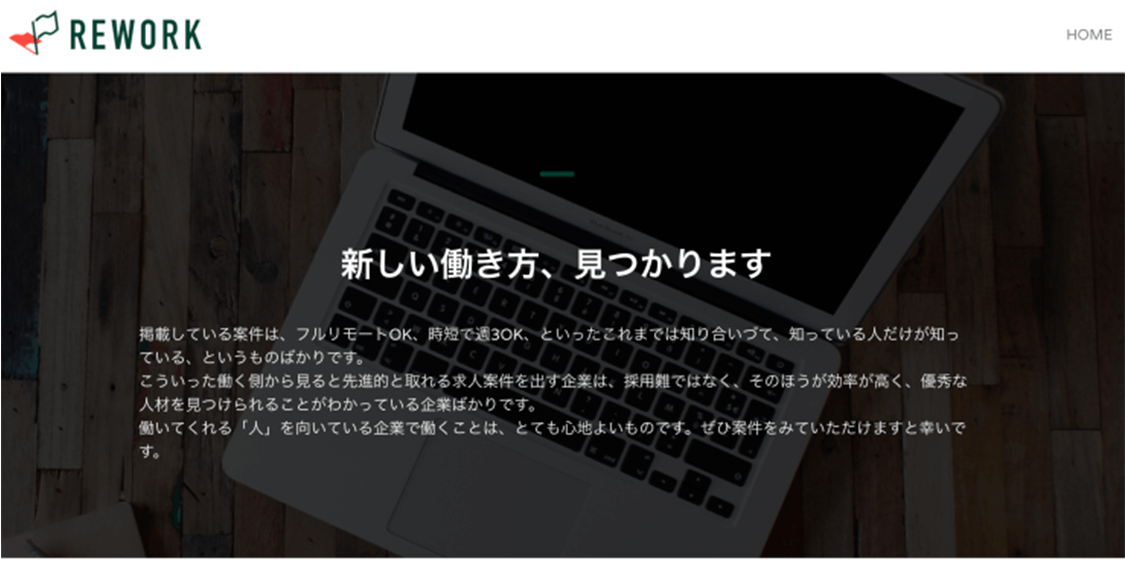 REWORK
HOME
新しい働き方、見つかります
掲載している案件は、フルリモートOK、時短で週3OK、といったこれまでは知り合いづて、知っている人だけが知っ
ている、というものばかりです。
こういった働く側から見ると先進的と取れる求人案件を出す企業は、採用難ではなく、そのほうが効率が高く、優秀な
人材を見つけられることがわかっている企業ばかりです。
働いてくれる「人」を向いている企業で働くことは、とても心地よいものです。ぜひ案件をみていただけますと幸いで
す。